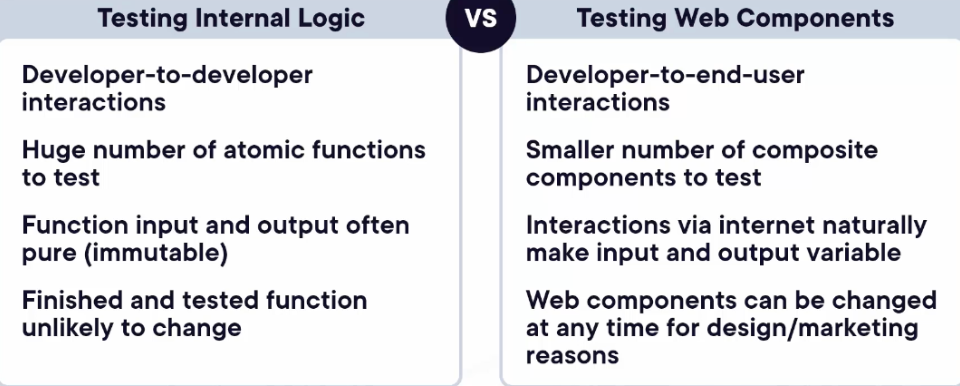 Testing Internal Logic
VS
Testing Web Components
Developer-to-developer
interactions
Huge number of atomic functions
to test
Function input and output often
pure (immutable)
Finished and tested function
unlikely to change
Developer-to-end-user
interactions
Smaller number of composite
components to test
Interactions via internet naturally
make input and output variable
Web components can be changed
at any time for design/marketing
reasons